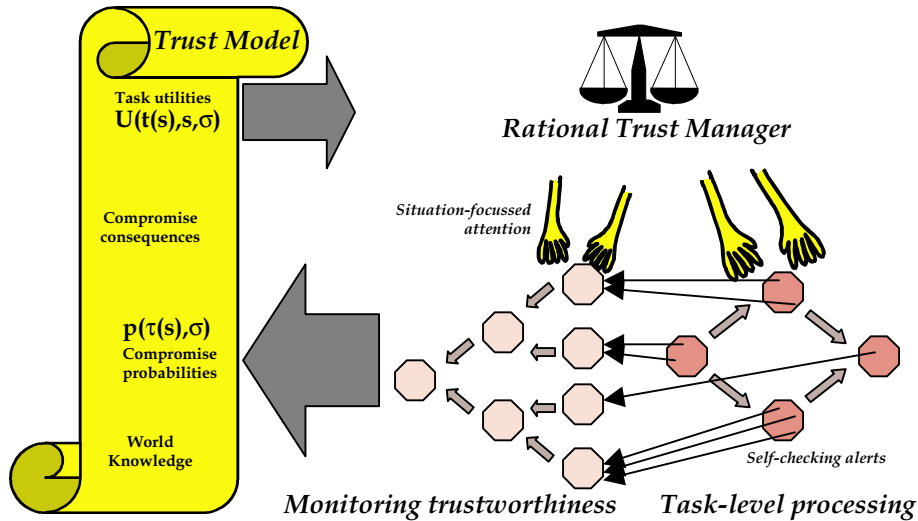 Trust Model
Task utilities
U(t(s),s,σ)
Compromise
consequences
p(τ(s),σ)
Compromise
probabilities
World
Knowledge
Rational Trust Manager
Situation-focussed
attention
Self-checking alerts
Monitoring trustworthiness
Task-level processing